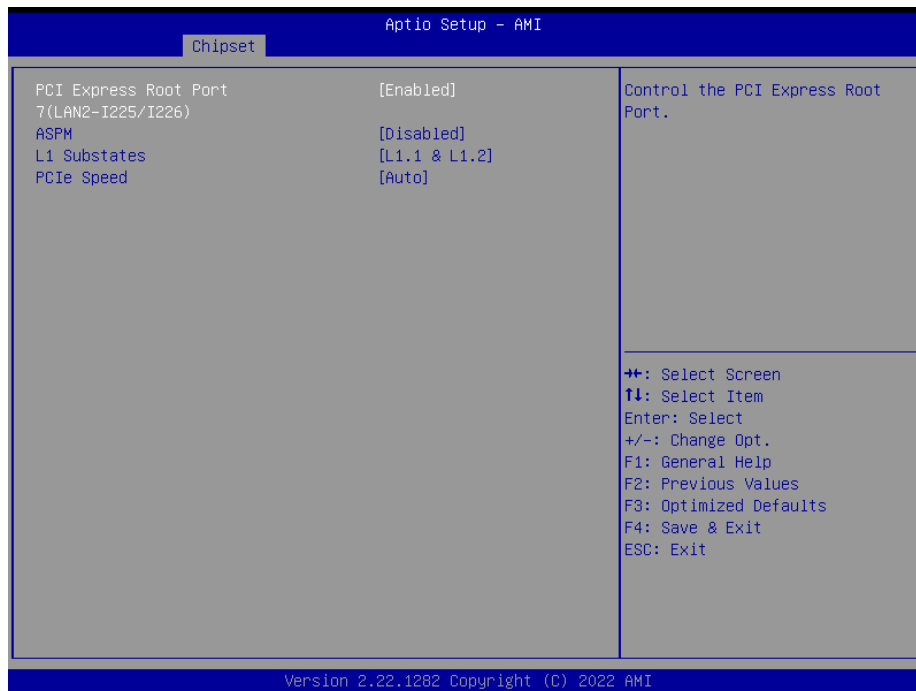 Aptio Setup – AMI
Chipset
PCI Express Root Port [Enabled]
7(LAN2-I225/I226)
ASPM [Disabled]
L1 Substates [L1.1 & L1.2]
PCIe Speed [Auto]
Control the PCI Express Root
Port.
→←: Select Screen
↑↓: Select Item
Enter: Select
+/-: Change Opt.
F1: General Help
F2: Previous Values
F3: Optimized Defaults
F4: Save & Exit
ESC: Exit
Version 2.22.1282 Copyright (C) 2022 AMI